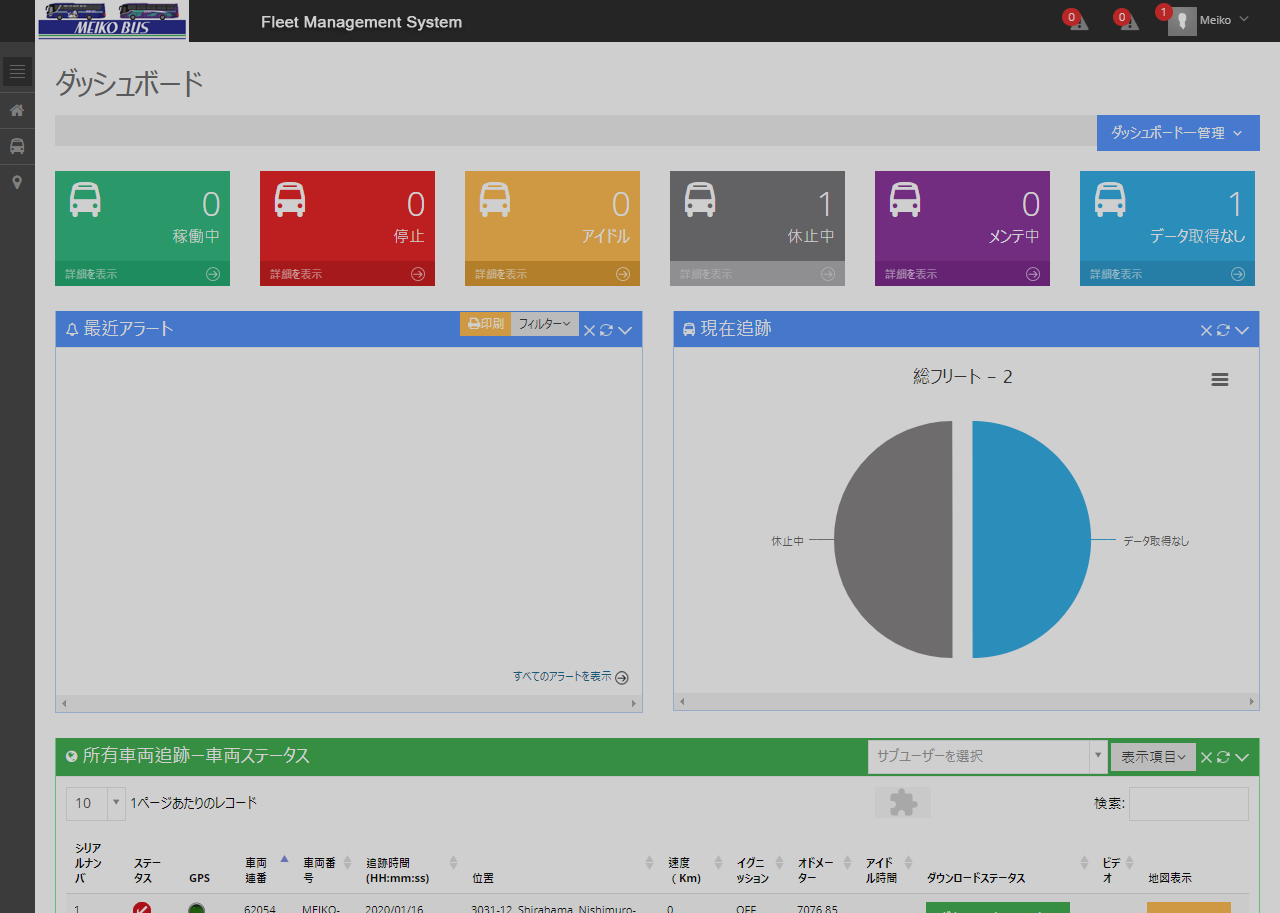 MEIKO BUS
Fleet Management System
0
0
1
Meiko
ダッシュボード
ダッシュボードー管理
0
稼働中
詳細を表示
0
停止
詳細を表示
0
アイドル
詳細を表示
1
休止中
詳細を表示
0
メンテ中
詳細を表示
1
データ取得なし
詳細を表示
最近アラート
印刷
フィルター
すべてのアラートを表示
現在追跡
総フリート – 2
休止中
データ取得なし
所有車両追跡ー車両ステータス
サブユーザーを選択
表示項目
10
1ページあたりのレコード
検索:
シリア
ルナン
バ
ステー
タス
GPS
車両
連番
車両番
号
追跡時間
(HH:mm:ss)
位置
速度
（Km)
イグニ
ッション
オドメー
ター
アイド
ル時間
ダウンロードステータス
ビデ
オ
地図表示
1
62054
MEIKO-
2020/01/16
3031-12, Shirahama, Nishimuro-
0
OFF
7076.85